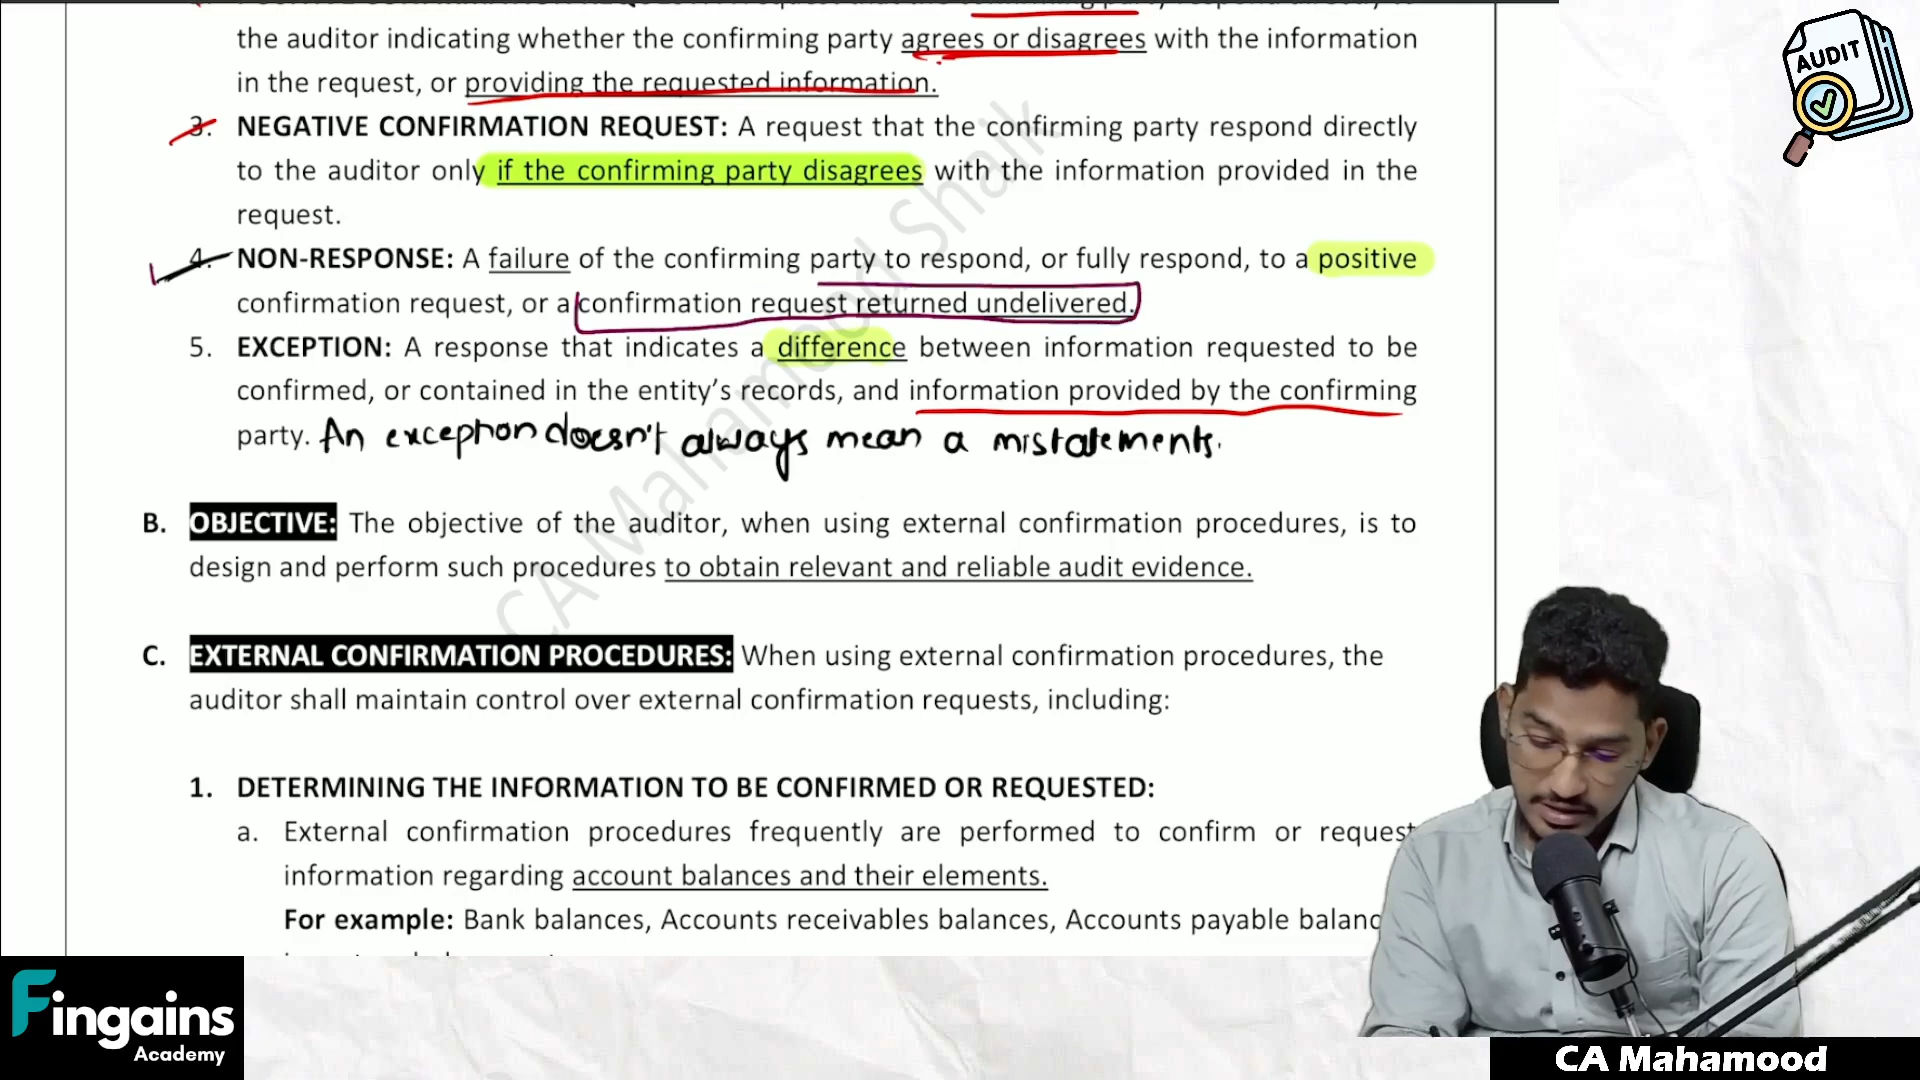 the auditor indicating whether the confirming party agrees or disagrees with the information
in the request, or providing the requested information.
3. NEGATIVE CONFIRMATION REQUEST: A request that the confirming party respond directly
to the auditor only if the confirming party disagrees with the information provided in the
request.
4. NON-RESPONSE: A failure of the confirming party to respond, or fully respond, to a positive
confirmation request, or a confirmation request returned undelivered.
5. EXCEPTION: A response that indicates a difference between information requested to be
confirmed, or contained in the entity's records, and information provided by the confirming
party. An exception doesn't always mean a mistatements.
B. OBJECTIVE: The objective of the auditor, when using external confirmation procedures, is to
design and perform such procedures to obtain relevant and reliable audit evidence.
C. EXTERNAL CONFIRMATION PROCEDURES: When using external confirmation procedures, the
auditor shall maintain control over external confirmation requests, including:
1. DETERMINING THE INFORMATION TO BE CONFIRMED OR REQUESTED:
a. External confirmation procedures frequently are performed to confirm or request
information regarding account balances and their elements.
For example: Bank balances, Accounts receivables balances, Accounts payable balanc
CA Mahamood Shaik
AUDIT
Fingains
Academy
CA Mahamood